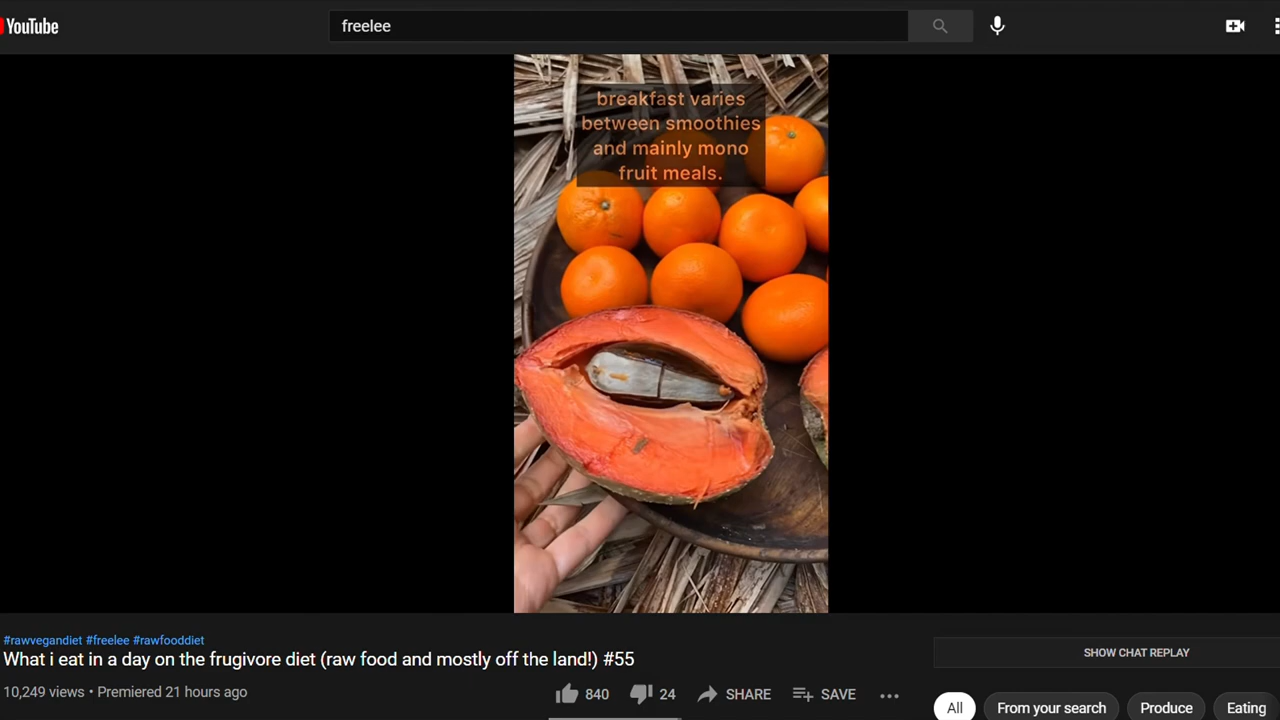 YouTube
freelee
breakfast varies
between smoothies
and mainly mono
fruit meals.
#rawvegandiet #freelee #rawfooddiet
What i eat in a day on the frugivore diet (raw food and mostly off the land!) #55
10,249 views • Premiered 21 hours ago
840
24
SHARE
SAVE
SHOW CHAT REPLAY
All
From your search
Produce
Eating